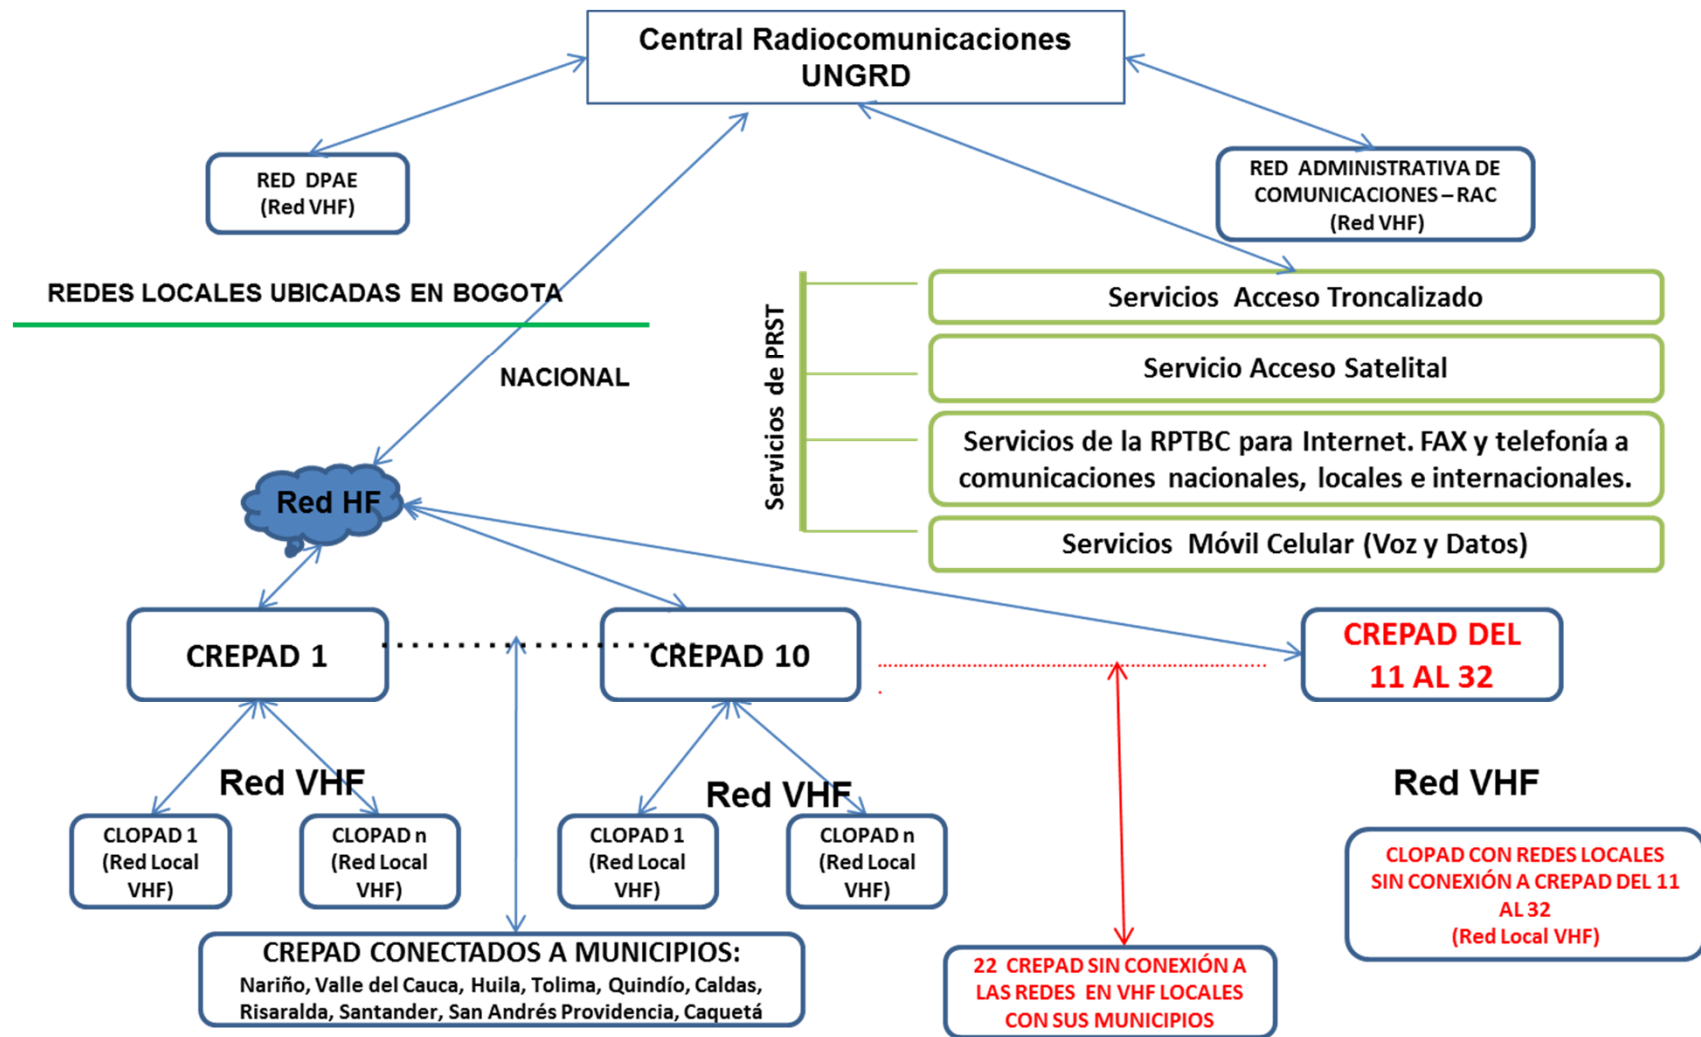 Central Radiocomunicaciones
UNGRD
RED DPAE
(Red VHF)
RED ADMINISTRATIVA DE
COMUNICACIONES – RAC
(Red VHF)
REDES LOCALES UBICADAS EN BOGOTA
NACIONAL
Servicios de PRST
Servicios Acceso Troncalizado
Servicio Acceso Satelital
Servicios de la RPTBC para Internet. FAX y telefonía a
comunicaciones nacionales, locales e internacionales.
Servicios Móvil Celular (Voz y Datos)
Red HF
CREPAD 1
CREPAD 10
CREPAD DEL
11 AL 32
Red VHF
Red VHF
Red VHF
CLOPAD 1
(Red Local
VHF)
CLOPAD n
(Red Local
VHF)
CLOPAD 1
(Red Local
VHF)
CLOPAD n
(Red Local
VHF)
CLOPAD CON REDES LOCALES
SIN CONEXIÓN A CREPAD DEL 11
AL 32
(Red Local VHF)
CREPAD CONECTADOS A MUNICIPIOS:
Nariño, Valle del Cauca, Huila, Tolima, Quindío, Caldas,
Risaralda, Santander, San Andrés Providencia, Caquetá
22 CREPAD SIN CONEXIÓN A
LAS REDES EN VHF LOCALES
CON SUS MUNICIPIOS